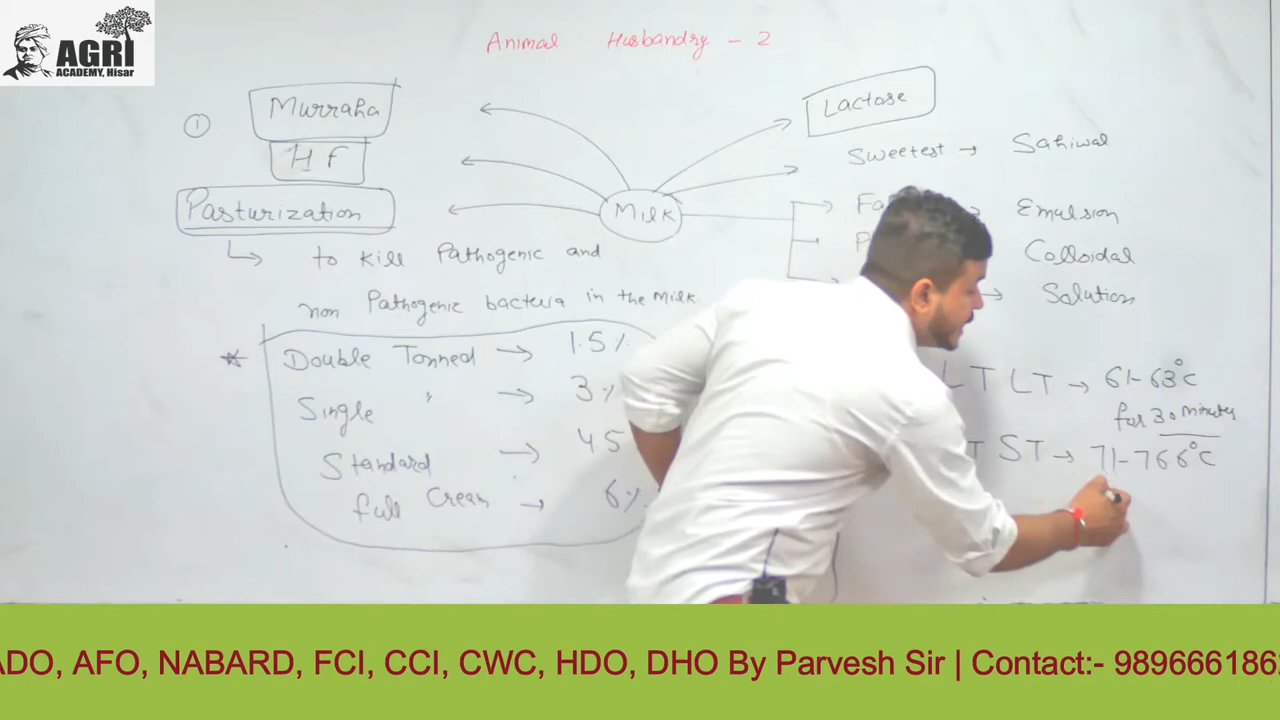 AGRI
ACADEMY, Hisar
Animal Husbandry - 2
① Murraha
HF
Pasturization
↳ to kill Pathogenic and
non Pathogenic bacteria in the Milk.
* Double Tonned → 1.5%
Single " → 3%
Standard → 4.5
full Cream → 6%
Milk
Lactose
Sweetest → Sahiwal
Emulsion
Colloidal
Solution
LTLT → 61-63°C
for 30 minutes
T ST → 71-766°C
ADO, AFO, NABARD, FCI, CCI, CWC, HDO, DHO By Parvesh Sir | Contact:- 989666186